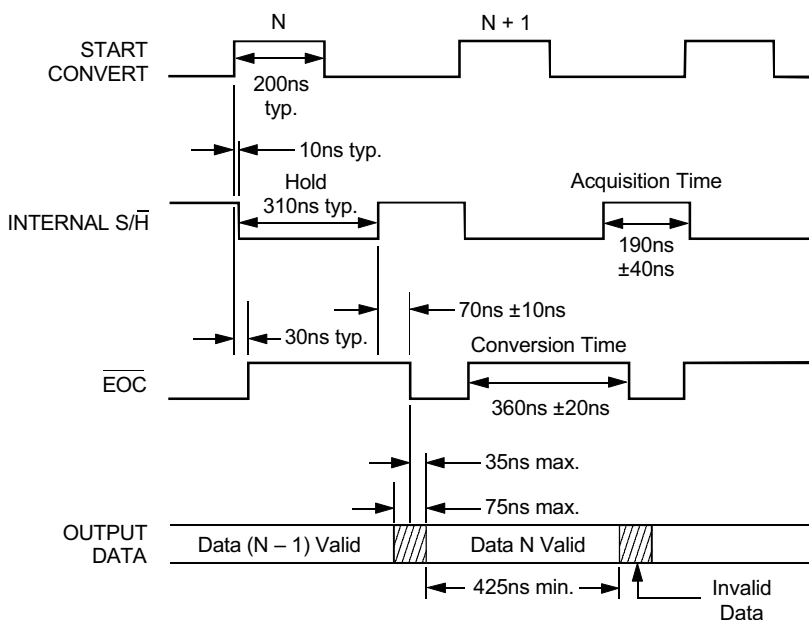 N
N + 1
START
CONVERT
200ns
typ.
10ns typ.
Hold
310ns typ.
Acquisition Time
INTERNAL S/H̅
190ns
±40ns
70ns ±10ns
30ns typ.
Conversion Time
E̅O̅C̅
360ns ±20ns
35ns max.
75ns max.
OUTPUT
DATA
Data (N – 1) Valid
Data N Valid
425ns min.
Invalid
Data